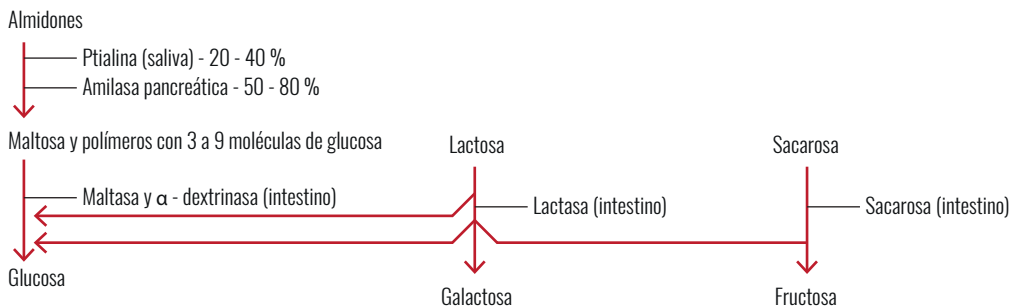 Almidones
Ptialina (saliva) - 20 - 40 %
Amilasa pancreática - 50 - 80 %
Maltosa y polímeros con 3 a 9 moléculas de glucosa
Lactosa
Sacarosa
Maltasa y α - dextrinasa (intestino)
Lactasa (intestino)
Sacarosa (intestino)
Glucosa
Galactosa
Fructosa